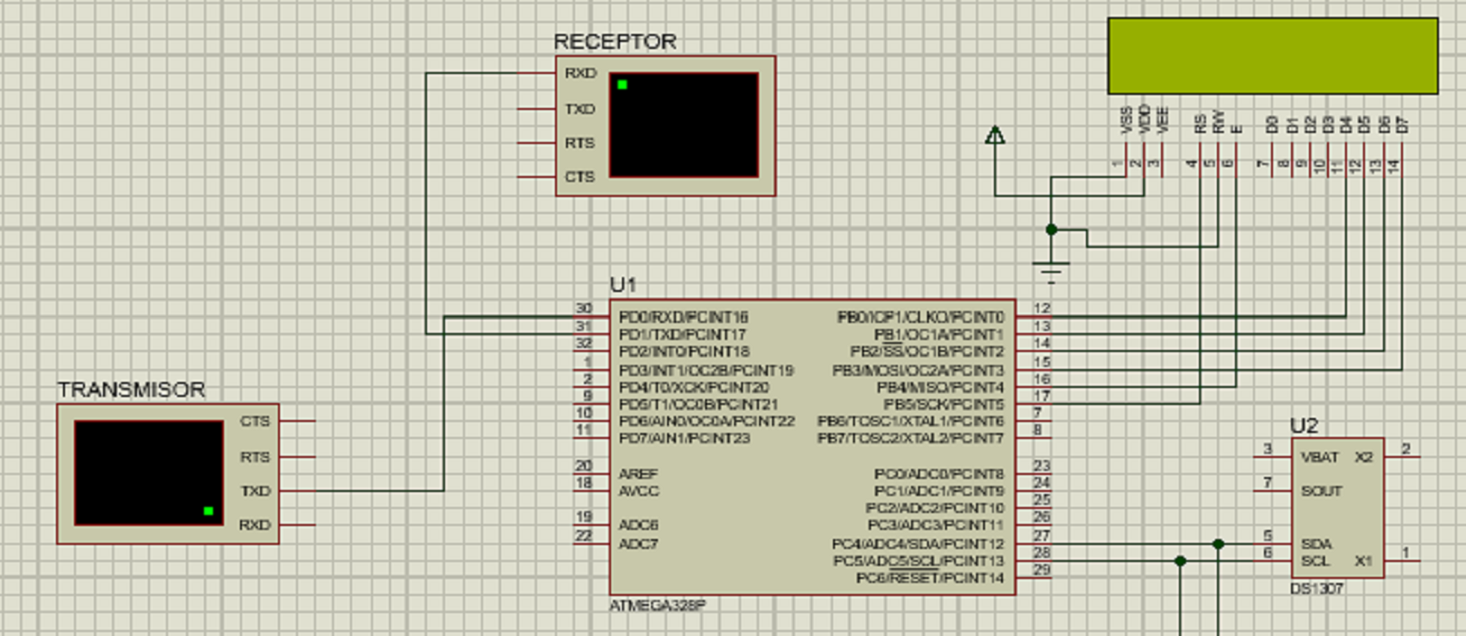 RECEPTOR
RXD
TXD
RTS
CTS
VSS
VDD
VEE
RS
RW
E
D0
D1
D2
D3
D4
D5
D6
D7
1
2
3
4
5
6
7
8
9
10
11
12
13
14
U1
30 PD0/RXD/PCINT16 PB0/ICP1/CLKO/PCINT0 12
31 PD1/TXD/PCINT17 PB1/OC1A/PCINT1 13
32 PD2/INT0/PCINT18 PB2/SS/OC1B/PCINT2 14
1 PD3/INT1/OC2B/PCINT19 PB3/MOSI/OC2A/PCINT3 15
2 PD4/T0/XCK/PCINT20 PB4/MISO/PCINT4 16
9 PD5/T1/OC0B/PCINT21 PB5/SCK/PCINT5 17
10 PD6/AIN0/OC0A/PCINT22 PB6/TOSC1/XTAL1/PCINT6 7
11 PD7/AIN1/PCINT23 PB7/TOSC2/XTAL2/PCINT7 8
20 AREF PC0/ADC0/PCINT8 23
18 AVCC PC1/ADC1/PCINT9 24
PC2/ADC2/PCINT10 25
19 ADC6 PC3/ADC3/PCINT11 26
22 ADC7 PC4/ADC4/SDA/PCINT12 27
PC5/ADC5/SCL/PCINT13 28
PC6/RESET/PCINT14 29
ATMEGA328P
TRANSMISOR
CTS
RTS
TXD
RXD
U2
3 VBAT X2 2
7 SOUT
5 SDA
6 SCL X1 1
DS1307